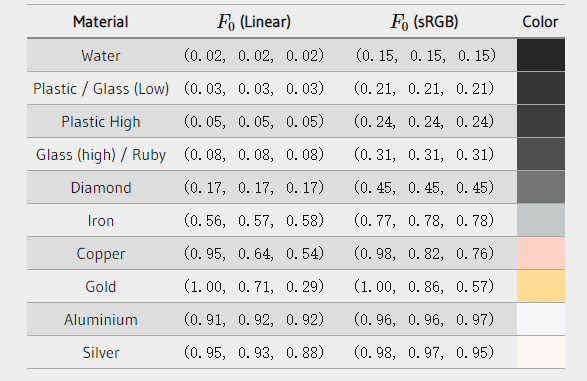 Material F₀ (Linear) F₀ (sRGB) Color
Water (0.02, 0.02, 0.02) (0.15, 0.15, 0.15)
Plastic / Glass (Low) (0.03, 0.03, 0.03) (0.21, 0.21, 0.21)
Plastic High (0.05, 0.05, 0.05) (0.24, 0.24, 0.24)
Glass (high) / Ruby (0.08, 0.08, 0.08) (0.31, 0.31, 0.31)
Diamond (0.17, 0.17, 0.17) (0.45, 0.45, 0.45)
Iron (0.56, 0.57, 0.58) (0.77, 0.78, 0.78)
Copper (0.95, 0.64, 0.54) (0.98, 0.82, 0.76)
Gold (1.00, 0.71, 0.29) (1.00, 0.86, 0.57)
Aluminium (0.91, 0.92, 0.92) (0.96, 0.96, 0.97)
Silver (0.95, 0.93, 0.88) (0.98, 0.97, 0.95)